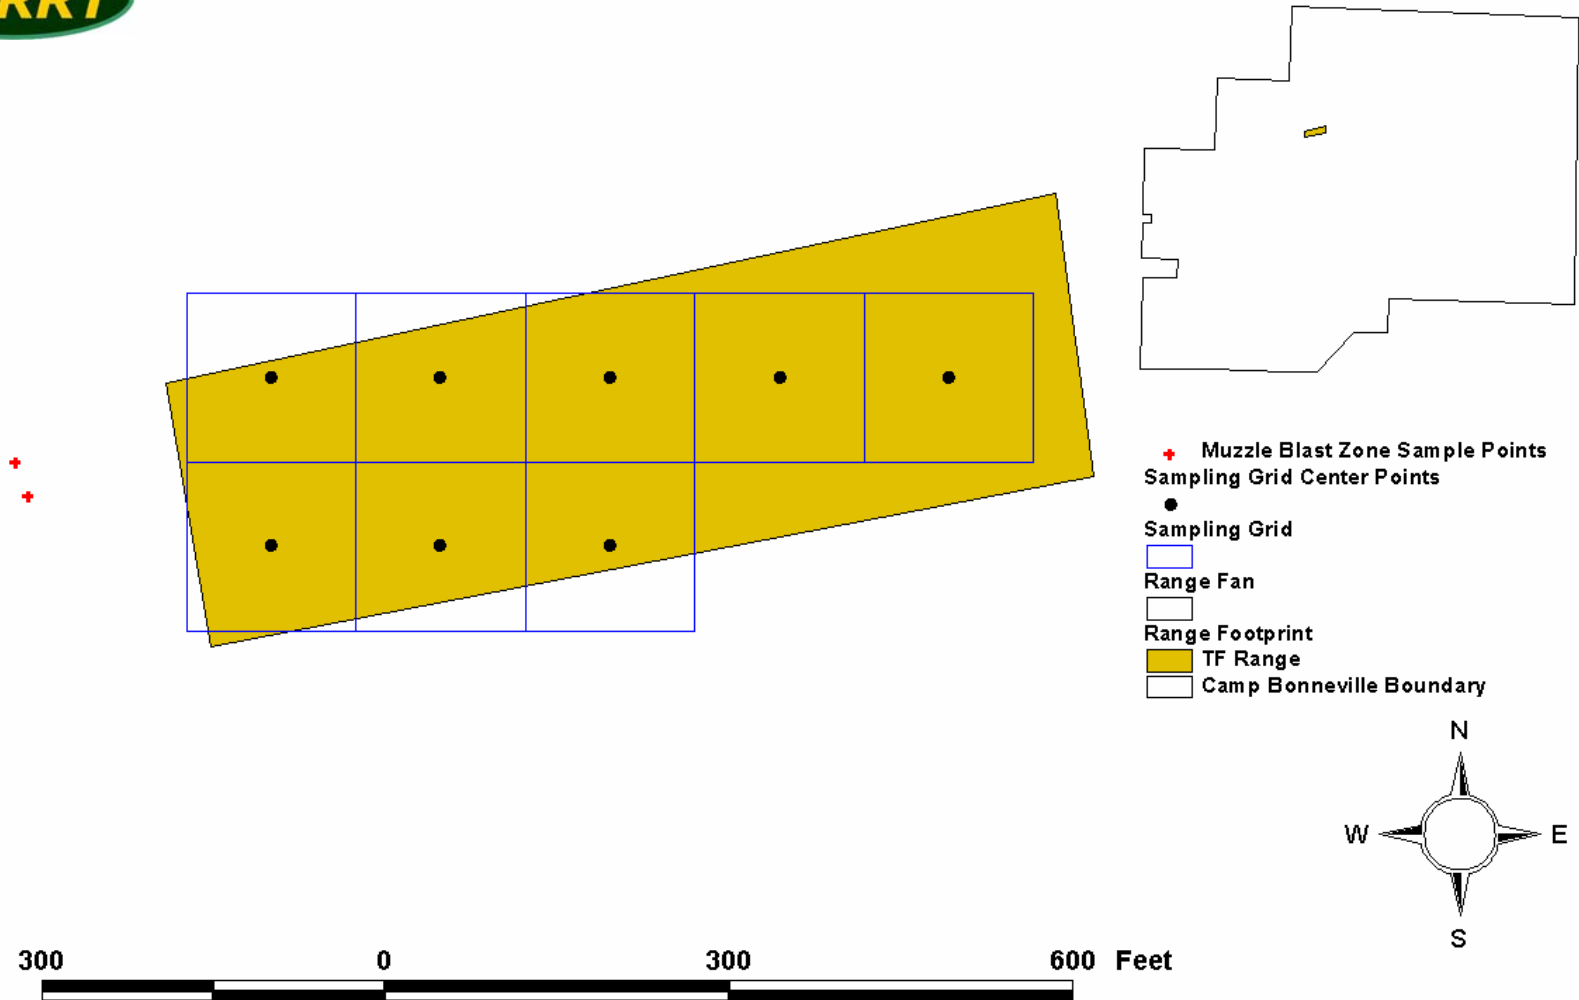 RRT
Muzzle Blast Zone Sample Points
Sampling Grid Center Points
Sampling Grid
Range Fan
Range Footprint
TF Range
Camp Bonneville Boundary
N
W E
S
300 0 300 600 Feet